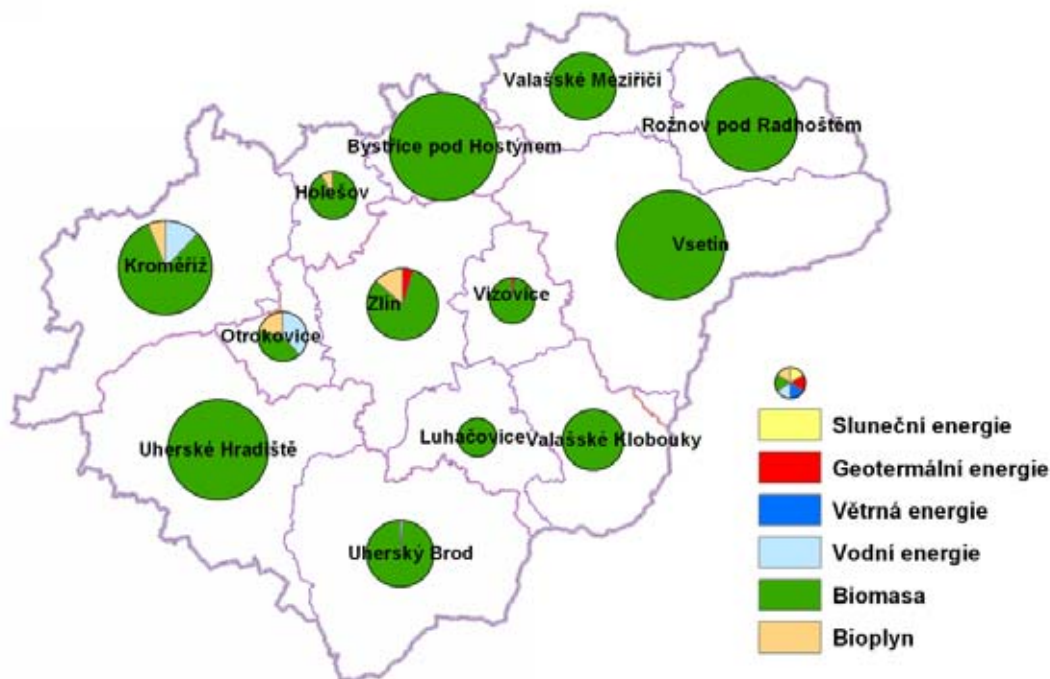 Valašské Meziříčí
Rožnov pod Radhoštěm
Bystřice pod Hostýnem
Holešov
Vsetín
Kroměříž
Zlín
Vizovice
Otrokovice
Uherské Hradiště
Luhačovice
Valašské Klobouky
Uherský Brod
Sluneční energie
Geotermální energie
Větrná energie
Vodní energie
Biomasa
Bioplyn